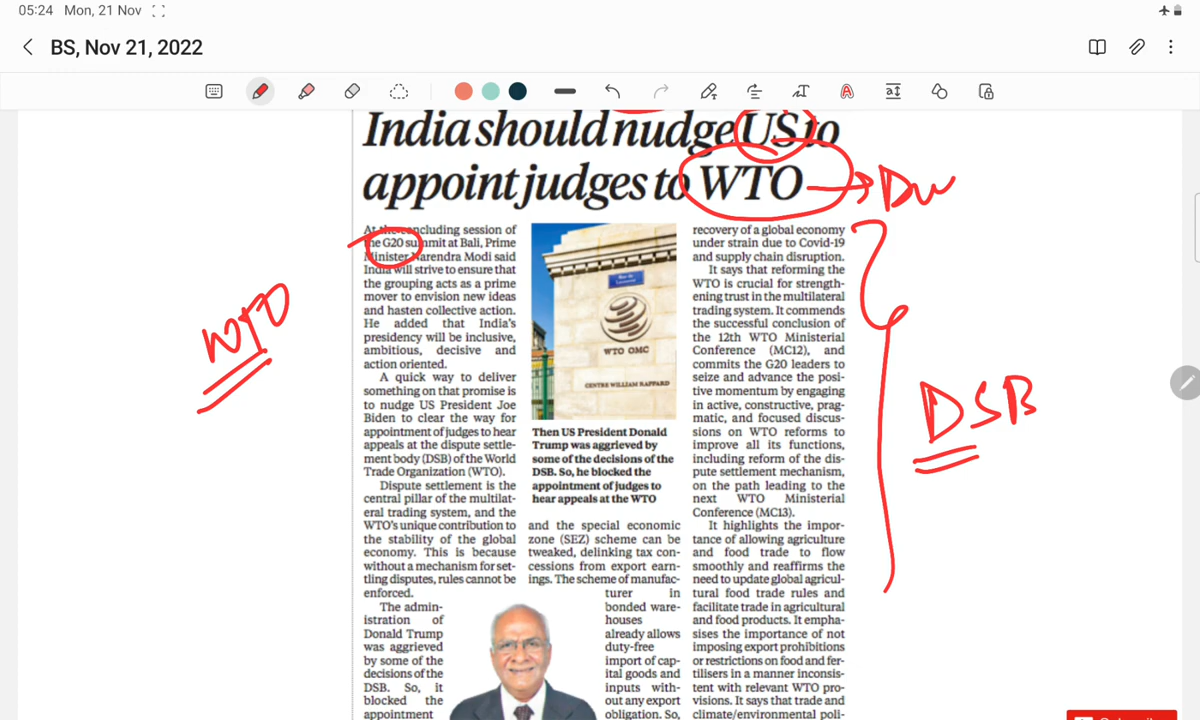 05:24 Mon, 21 Nov
BS, Nov 21, 2022
India should nudge US to
appoint judges to WTO
DW
WTO
DSB
At the concluding session of
the G20 summit at Bali, Prime
Minister Narendra Modi said
India will strive to ensure that
the grouping acts as a prime
mover to envision new ideas
and hasten collective action.
He added that India's
presidency will be inclusive,
ambitious, decisive and
action oriented.
A quick way to deliver
something on that promise is
to nudge US President Joe
Biden to clear the way for
appointment of judges to hear
appeals at the dispute settle-
ment body (DSB) of the World
Trade Organization (WTO).
Dispute settlement is the
central pillar of the multilat-
eral trading system, and the
WTO's unique contribution to
the stability of the global
economy. This is because
without a mechanism for set-
tling disputes, rules cannot be
enforced.
The admin-
istration of
Donald Trump
was aggrieved
by some of the
decisions of the
DSB. So, it
blocked the
appointment
WTO OMC
CENTRE WILLIAM RAPPARD
Then US President Donald
Trump was aggrieved by
some of the decisions of the
DSB. So, he blocked the
appointment of judges to
hear appeals at the WTO
and the special economic
zone (SEZ) scheme can be
tweaked, delinking tax con-
cessions from export earn-
ings. The scheme of manufac-
turer in
bonded ware-
houses
already allows
duty-free
import of cap-
ital goods and
inputs with-
out any export
obligation. So,
recovery of a global economy
under strain due to Covid-19
and supply chain disruption.
It says that reforming the
WTO is crucial for strength-
ening trust in the multilateral
trading system. It commends
the successful conclusion of
the 12th WTO Ministerial
Conference (MC12), and
commits the G20 leaders to
seize and advance the posi-
tive momentum by engaging
in active, constructive, prag-
matic, and focused discus-
sions on WTO reforms to
improve all its functions,
including reform of the dis-
pute settlement mechanism,
on the path leading to the
next WTO Ministerial
Conference (MC13).
It highlights the impor-
tance of allowing agriculture
and food trade to flow
smoothly and reaffirms the
need to update global agricul-
tural food trade rules and
facilitate trade in agricultural
and food products. It empha-
sises the importance of not
imposing export prohibitions
or restrictions on food and fer-
tilisers in a manner inconsis-
tent with relevant WTO pro-
visions. It says that trade and
climate/environmental poli-